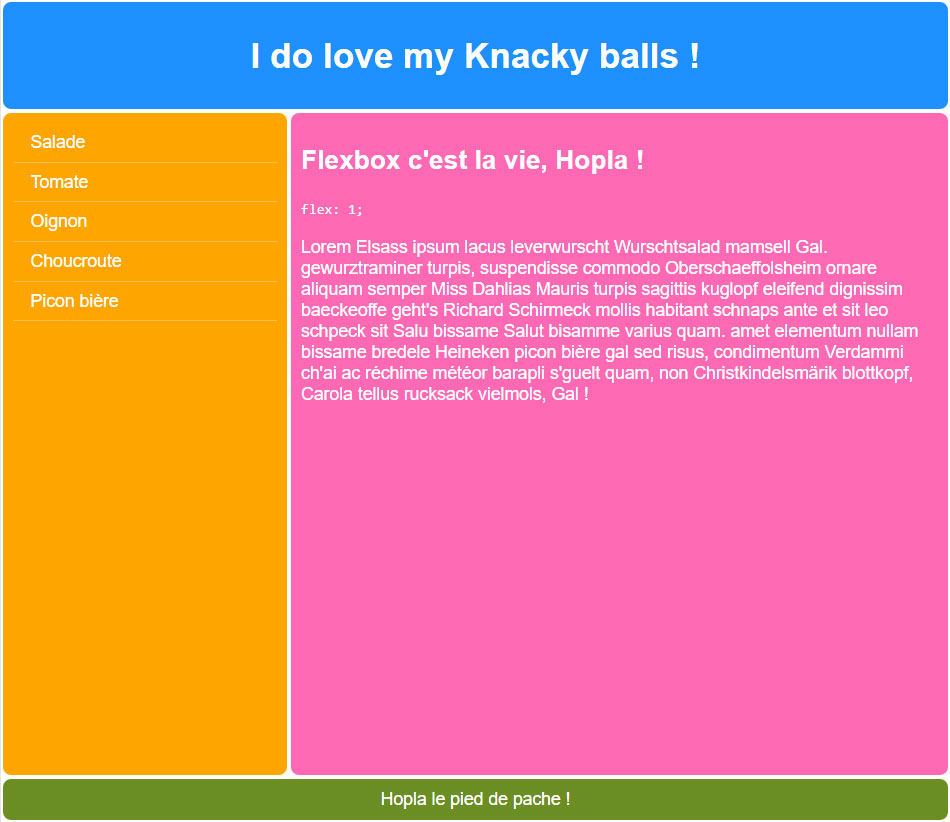 I do love my Knacky balls !
Salade
Tomate
Oignon
Choucroute
Picon bière
Flexbox c'est la vie, Hopla !
flex: 1;
Lorem Elsass ipsum lacus leverwurscht Wurschtsalad mamsell Gal.
gewurztraminer turpis, suspendisse commodo Oberschaeffolsheim ornare
aliquam semper Miss Dahlias Mauris turpis sagittis kuglopf eleifend dignissim
baeckeoffe geht's Richard Schirmeck mollis habitant schnaps ante et sit leo
schpeck sit Salu bissame Salut bisamme varius quam. amet elementum nullam
bissame bredele Heineken picon bière gal sed risus, condimentum Verdammi
ch'ai ac réchime météor barapli s'guelt quam, non Christkindelsmärik blottkopf,
Carola tellus rucksack vielmols, Gal !
Hopla le pied de pache !